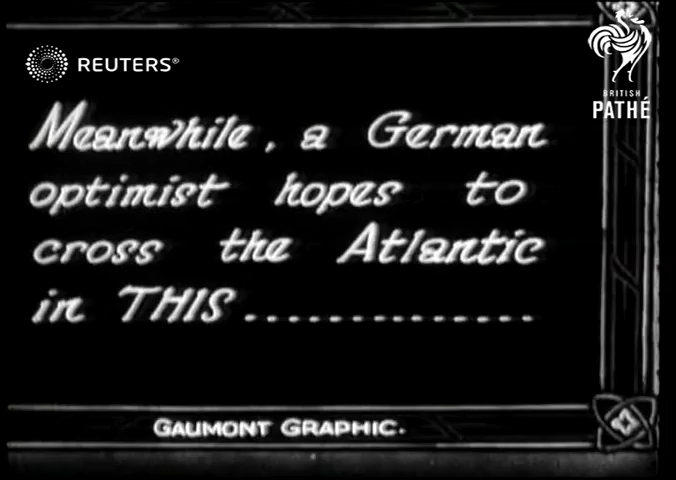 REUTERS®
BRITISH
PATHÉ
Meanwhile, a German
optimist hopes to
cross the Atlantic
in THIS..............
GAUMONT GRAPHIC.